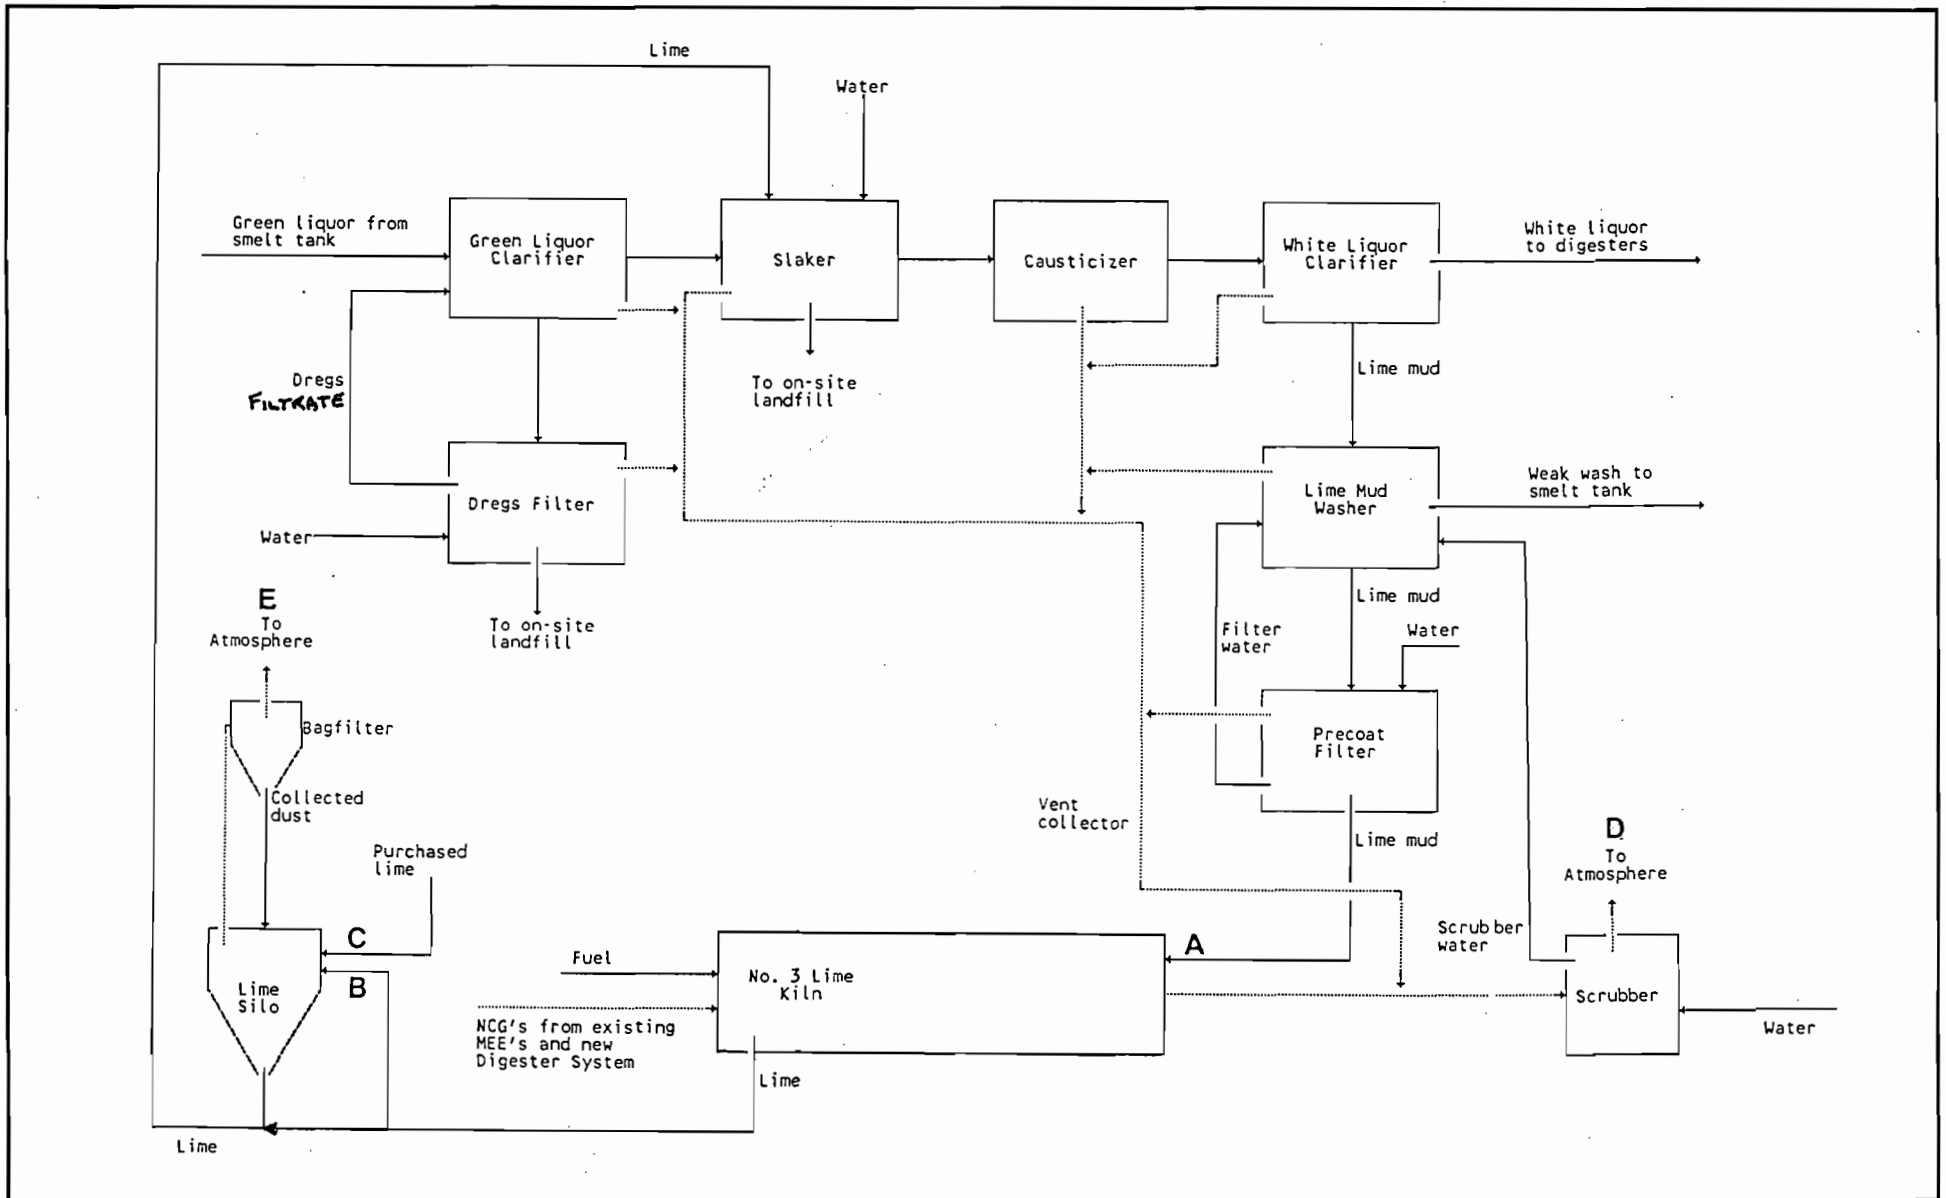 Lime
Water
Green liquor from
smelt tank
Green Liquor
Clarifier
Slaker
Causticizer
White Liquor
Clarifier
White liquor
to digesters
Dregs
FILTRATE
To on-site
landfill
Lime mud
Dregs Filter
Water
Lime Mud
Washer
Weak wash to
smelt tank
To on-site
landfill
E
To
Atmosphere
Lime mud
Filter
water
Water
Bagfilter
Precoat
Filter
Collected
dust
Vent
collector
Lime mud
Purchased
lime
D
To
Atmosphere
C
B
Lime
Silo
Fuel
No. 3 Lime
Kiln
A
Scrubber
water
Scrubber
Water
NCG's from existing
MEE's and new
Digester System
Lime
Lime